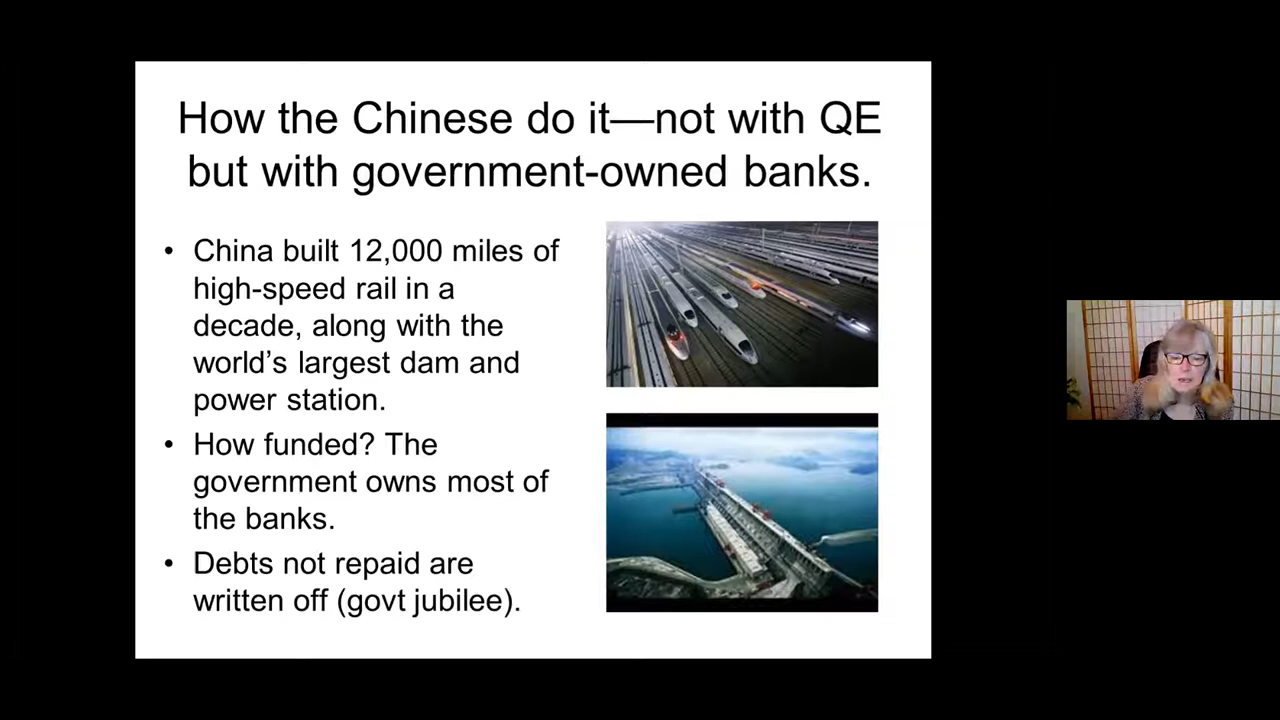 How the Chinese do it—not with QE
but with government-owned banks.
• China built 12,000 miles of
high-speed rail in a
decade, along with the
world’s largest dam and
power station.
• How funded? The
government owns most of
the banks.
• Debts not repaid are
written off (govt jubilee).